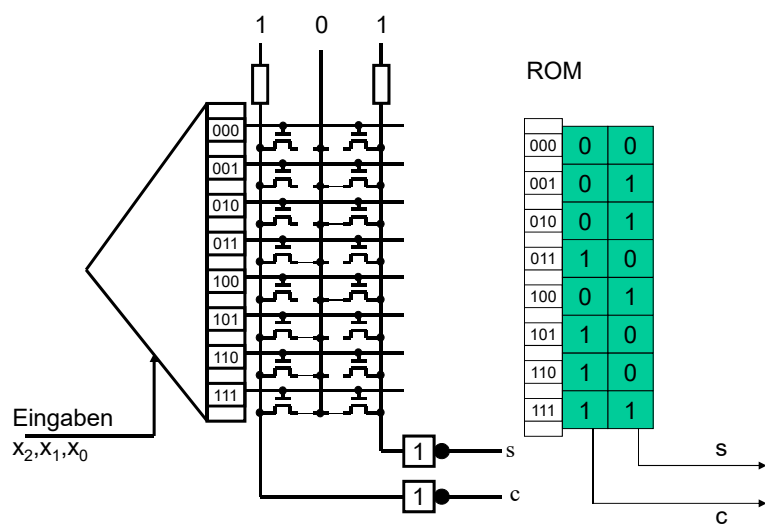 1 0 1
ROM
000
001
010
011
100
101
110
111
000 0 0
001 0 1
010 0 1
011 1 0
100 0 1
101 1 0
110 1 0
111 1 1
Eingaben
x₂,x₁,x₀
1 s
1 c
s
c